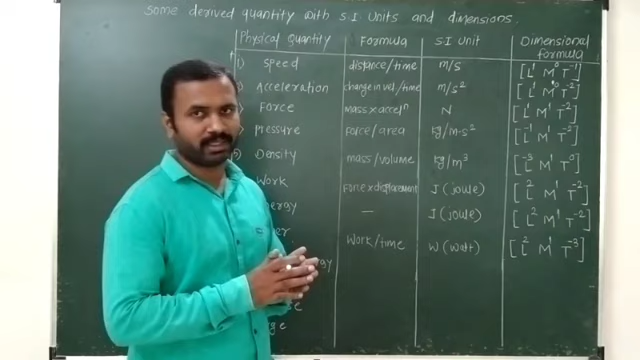 Some derived quantity with S.I Units and dimensions.
Physical Quantity Formula S.I Unit Dimensional formula
1) Speed distance/time m/s [L¹ M⁰ T⁻¹]
Acceleration change in vel/time m/s² [L¹ M⁰ T⁻²]
Force mass x accelⁿ N [L¹ M¹ T⁻²]
Pressure force/area kg/m-s² [L⁻¹ M¹ T⁻²]
Density mass/volume kg/m³ [L⁻³ M¹ T⁰]
Work Force x displacement J (joule) [L² M¹ T⁻²]
ergy — J (joule) [L² M¹ T⁻²]
er Work/time W (Watt) [L² M¹ T⁻³]